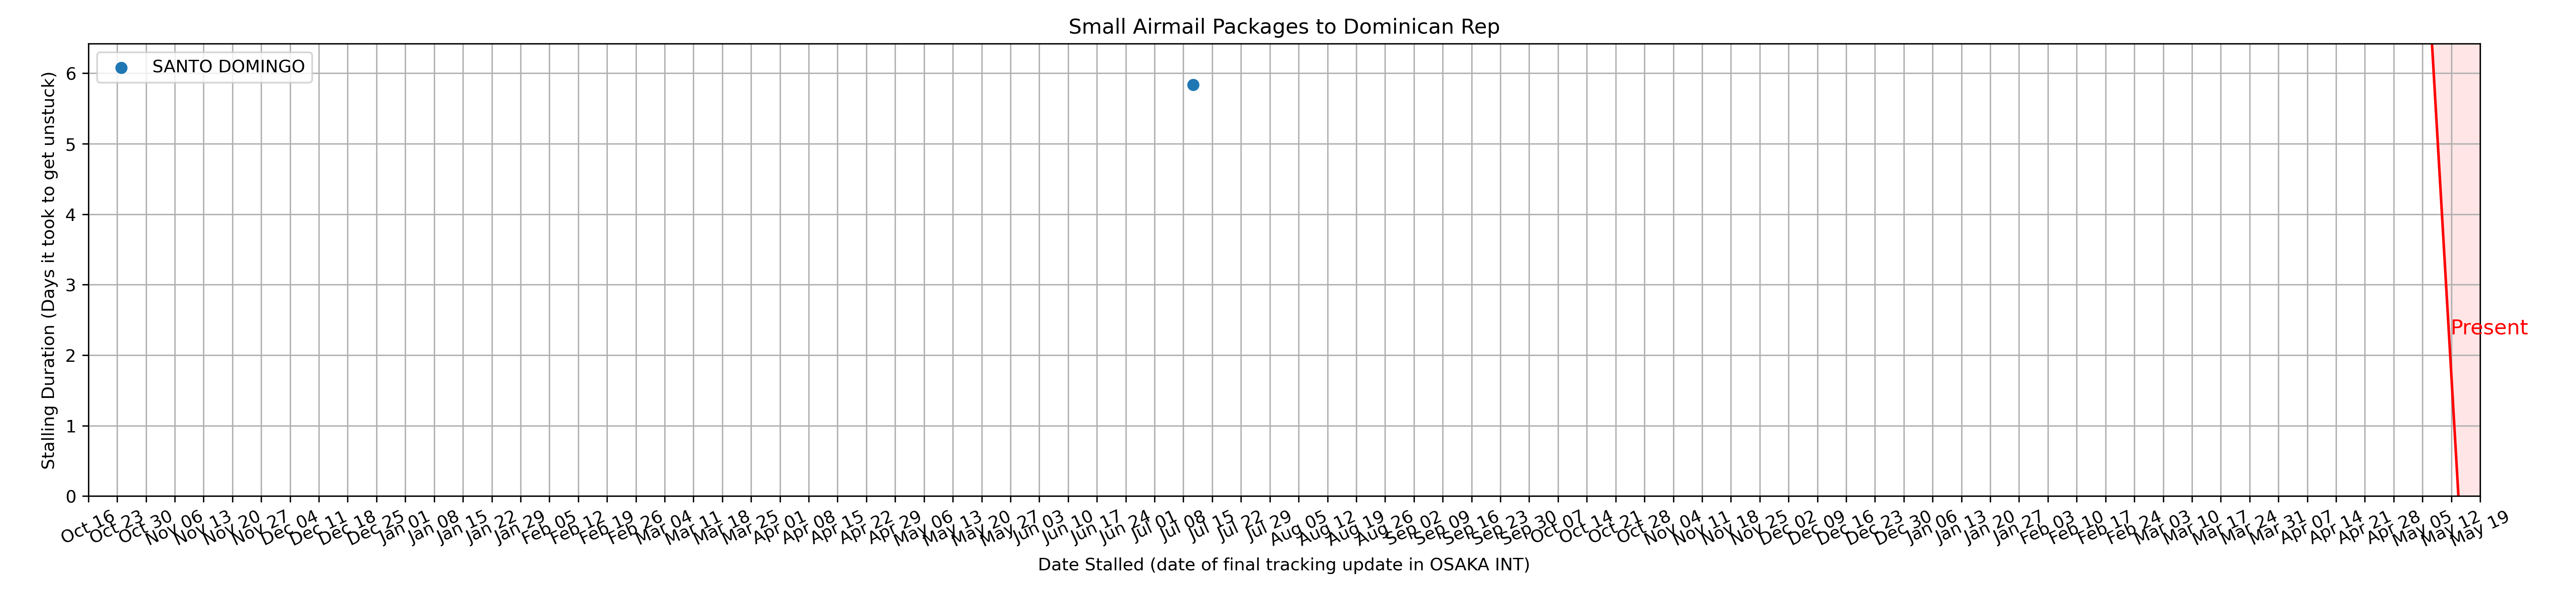 Small Airmail Packages to Dominican Rep
SANTO DOMINGO
Stalling Duration (Days it took to get unstuck)
6
5
4
3
2
1
0
Present
Oct 16 Oct 23 Oct 30 Nov 06 Nov 13 Nov 20 Nov 27 Dec 04 Dec 11 Dec 18 Dec 25 Jan 01 Jan 08 Jan 15 Jan 22 Jan 29 Feb 05 Feb 12 Feb 19 Feb 26 Mar 04 Mar 11 Mar 18 Mar 25 Apr 01 Apr 08 Apr 15 Apr 22 Apr 29 May 06 May 13 May 20 May 27 Jun 03 Jun 10 Jun 17 Jun 24 Jul 01 Jul 08 Jul 15 Jul 22 Jul 29 Aug 05 Aug 12 Aug 19 Aug 26 Sep 02 Sep 09 Sep 16 Sep 23 Sep 30 Oct 07 Oct 14 Oct 21 Oct 28 Nov 04 Nov 11 Nov 18 Nov 25 Dec 02 Dec 09 Dec 16 Dec 23 Dec 30 Jan 06 Jan 13 Jan 20 Jan 27 Feb 03 Feb 10 Feb 17 Feb 24 Mar 03 Mar 10 Mar 17 Mar 24 Mar 31 Apr 07 Apr 14 Apr 21 Apr 28 May 05 May 12 May 19
Date Stalled (date of final tracking update in OSAKA INT)